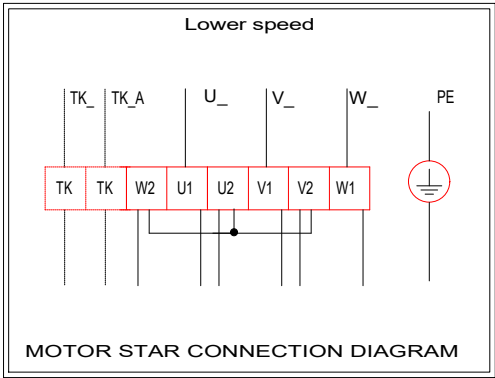 Lower speed
TK_ TK_A U_ V_ W_ PE
TK TK W2 U1 U2 V1 V2 W1
MOTOR STAR CONNECTION DIAGRAM